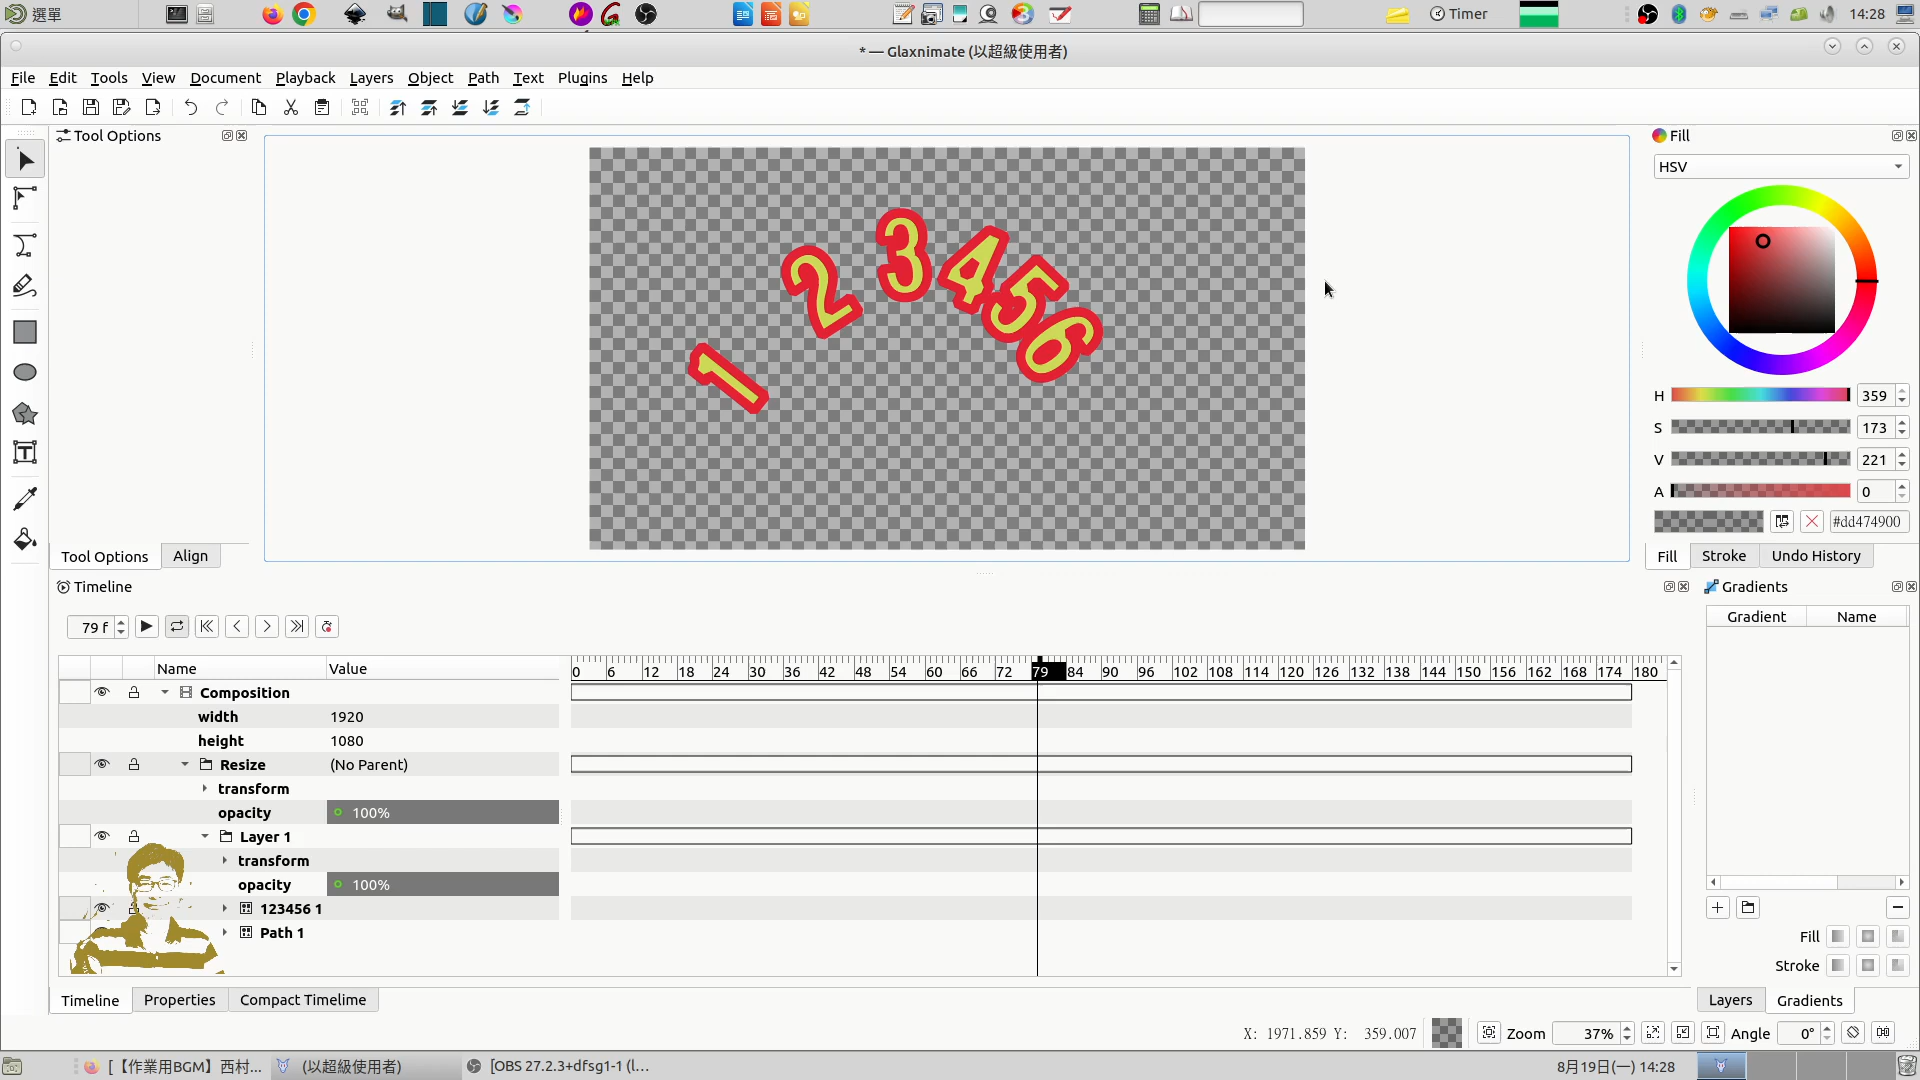 選單
Timer
14:28
* — Glaxnimate (以超級使用者)
File Edit Tools View Document Playback Layers Object Path Text Plugins Help
Tool Options
Fill
HSV
1 2 3 4 5 6
H 359
S 173
V 221
A 0
#dd474900
Tool Options Align
Fill Stroke Undo History
Timeline
Gradients
Gradient Name
79 f
Name Value
0 6 12 18 24 30 36 42 48 54 60 66 72 79 84 90 96 102 108 114 120 126 132 138 144 150 156 162 168 174 180
Composition
width 1920
height 1080
Resize (No Parent)
transform
opacity 100%
Layer 1
transform
opacity 100%
123456 1
Path 1
Fill
Stroke
Timeline Properties Compact Timeline
Layers Gradients
X: 1971.859 Y: 359.007 Zoom 37% Angle 0°
[【作業用BGM】西村... (以超級使用者) [OBS 27.2.3+dfsg1-1 (l... 8月19日(一) 14:28